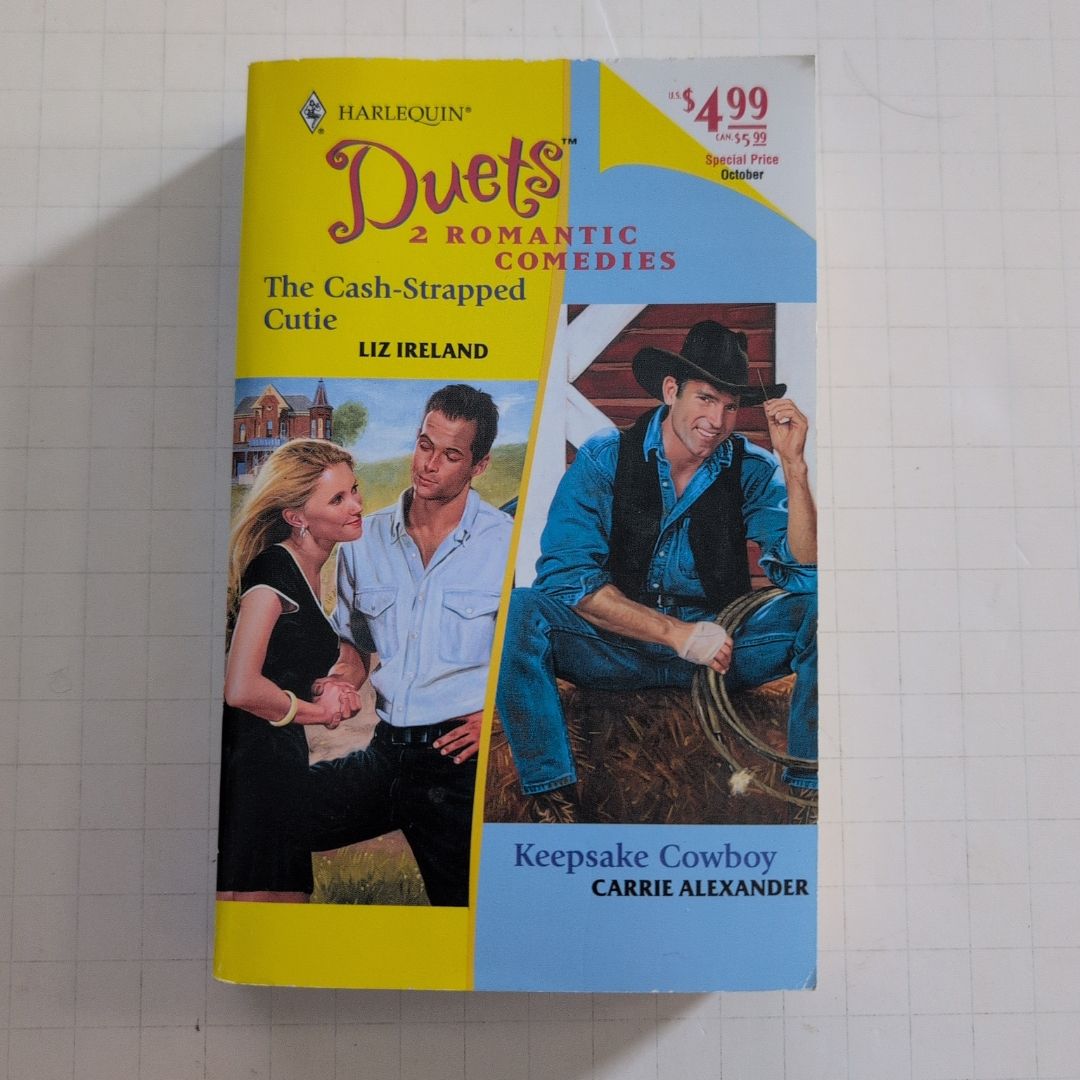 HARLEQUIN®
Duets™
2 ROMANTIC
COMEDIES
U.S. $4.99
CAN. $5.99
Special Price
October
The Cash-Strapped
Cutie
LIZ IRELAND
Keepsake Cowboy
CARRIE ALEXANDER